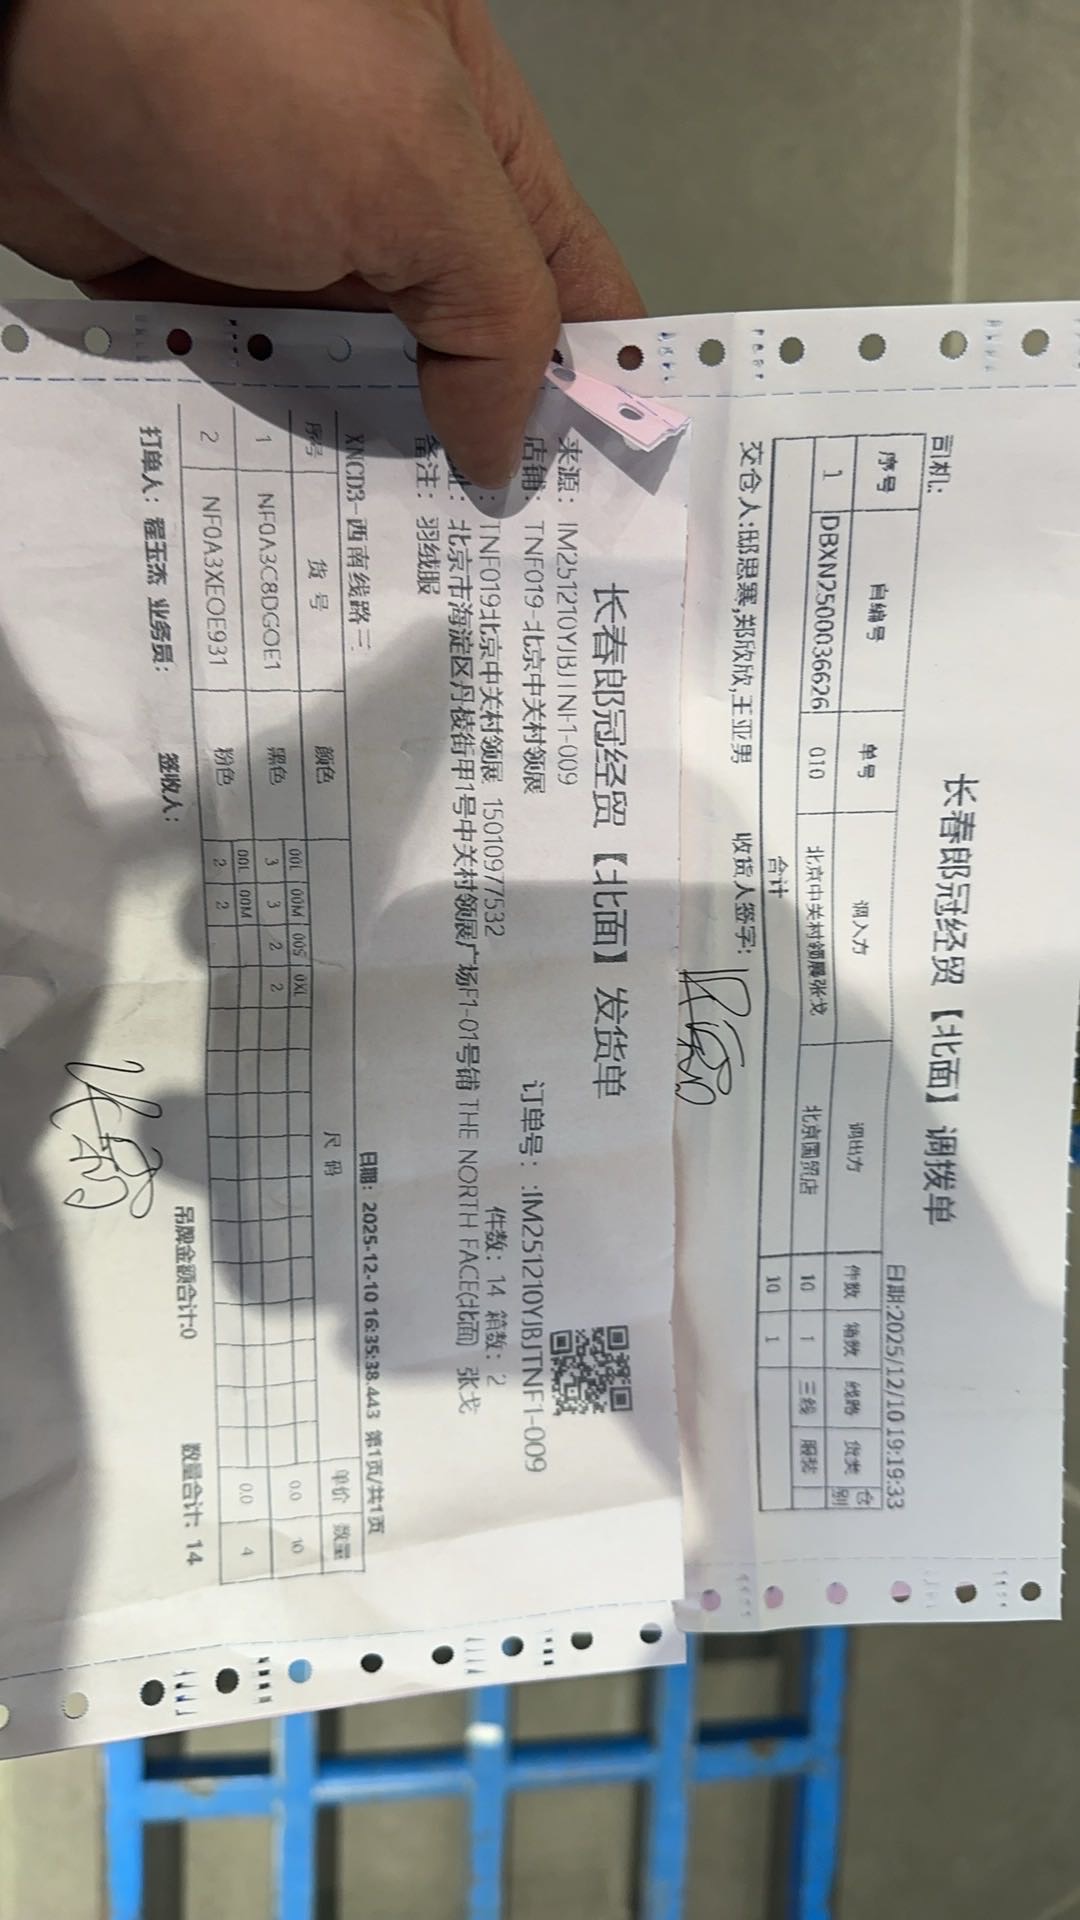 长春郎冠经贸【北面】调拨单
司机:
日期:2025/12/10 19:19:33
序号 自编号 单号 调入方 调出方 件数 箱数 线路 货类 仓别
1 DBXN2500036626 010 北京中关村领展张戈 北京国贸店 10 1 三线 服装
合计 10 1
交仓人:邸思寒,郑欣欣,王亚男 收货人签字:
长春郎冠经贸【北面】发货单
来源: IM251210YJBJTNF1-009
店铺: TNF019-北京中关村领展 订单号: :IM251210YJBJTNF1-009
: TNF019北京中关村领展 15010977532 件数: 14 箱数: 2
址: 北京市海淀区丹棱街甲1号中关村领展广场F1-01号铺 THE NORTH FACE(北面) 张戈
备注: 羽绒服
XNCD3-西南线路三 日期: 2025-12-10 16:35:38.443 第1页/共1页
序号 货号 颜色 尺码 单价 数量
00L 00M 00S 0XL
1 NF0A3C8DGOE1 黑色 3 3 2 2 0.0 10
00L 00M
2 NF0A3XEOE931 粉色 2 2 0.0 4
吊牌金额合计:0 数量合计: 14
打单人: 翟玉杰 业务员: 签收人: